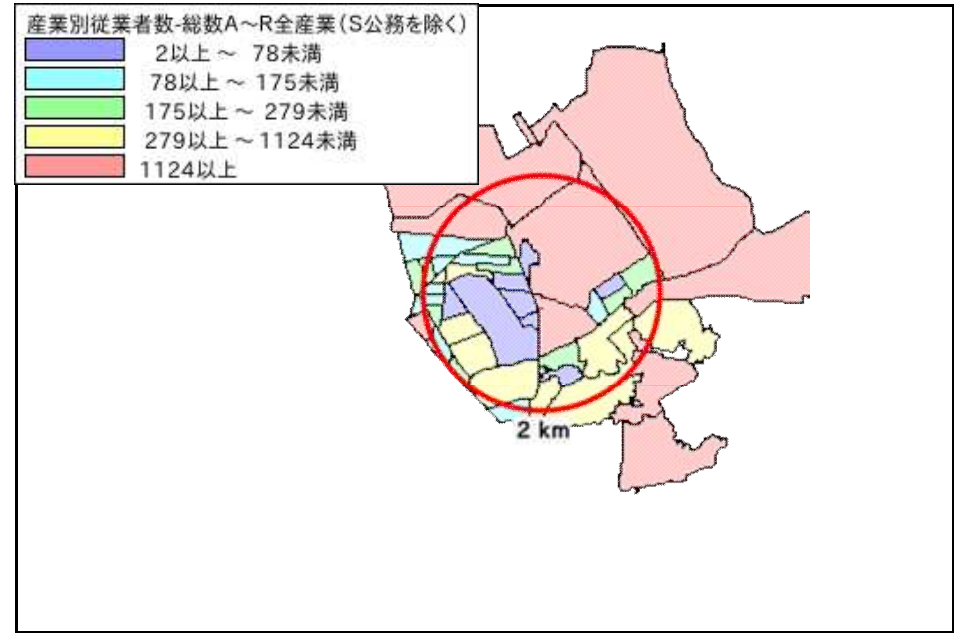 産業別従業者数-総数A～R全産業(S公務を除く)
2以上 ～ 78未満
78以上 ～ 175未満
175以上 ～ 279未満
279以上 ～ 1124未満
1124以上
2 km